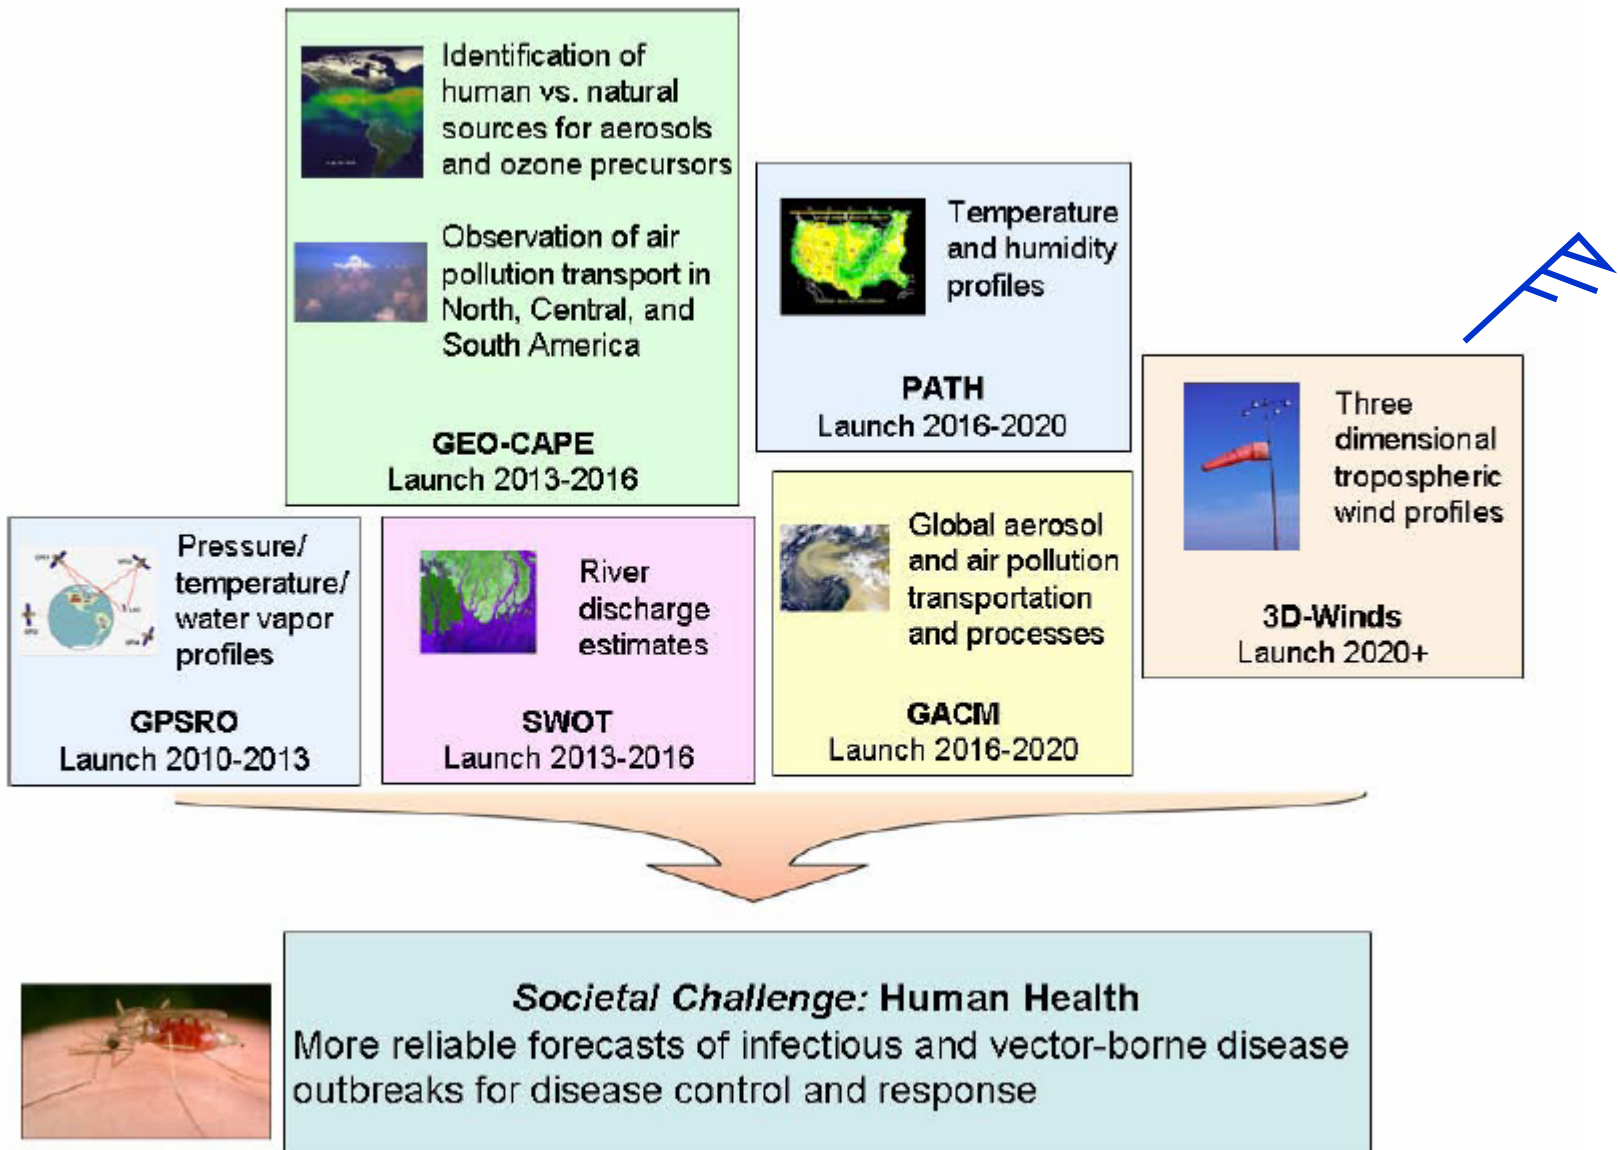 Identification of
human vs. natural
sources for aerosols
and ozone precursors
Observation of air
pollution transport in
North, Central, and
South America
GEO-CAPE
Launch 2013-2016
Temperature
and humidity
profiles
PATH
Launch 2016-2020
Three
dimensional
tropospheric
wind profiles
3D-Winds
Launch 2020+
Pressure/
temperature/
water vapor
profiles
GPSRO
Launch 2010-2013
River
discharge
estimates
SWOT
Launch 2013-2016
Global aerosol
and air pollution
transportation
and processes
GACM
Launch 2016-2020
Societal Challenge: Human Health
More reliable forecasts of infectious and vector-borne disease
outbreaks for disease control and response